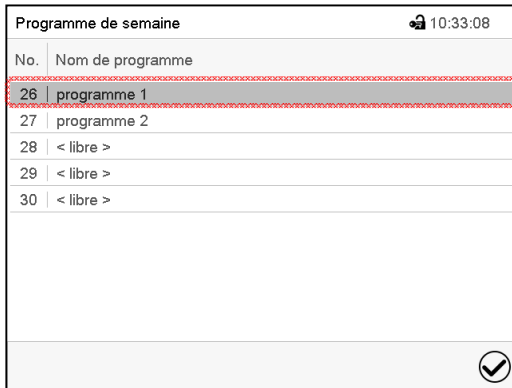 Programme de semaine 10:33:08
No. Nom de programme
26 programme 1
27 programme 2
28 < libre >
29 < libre >
30 < libre >